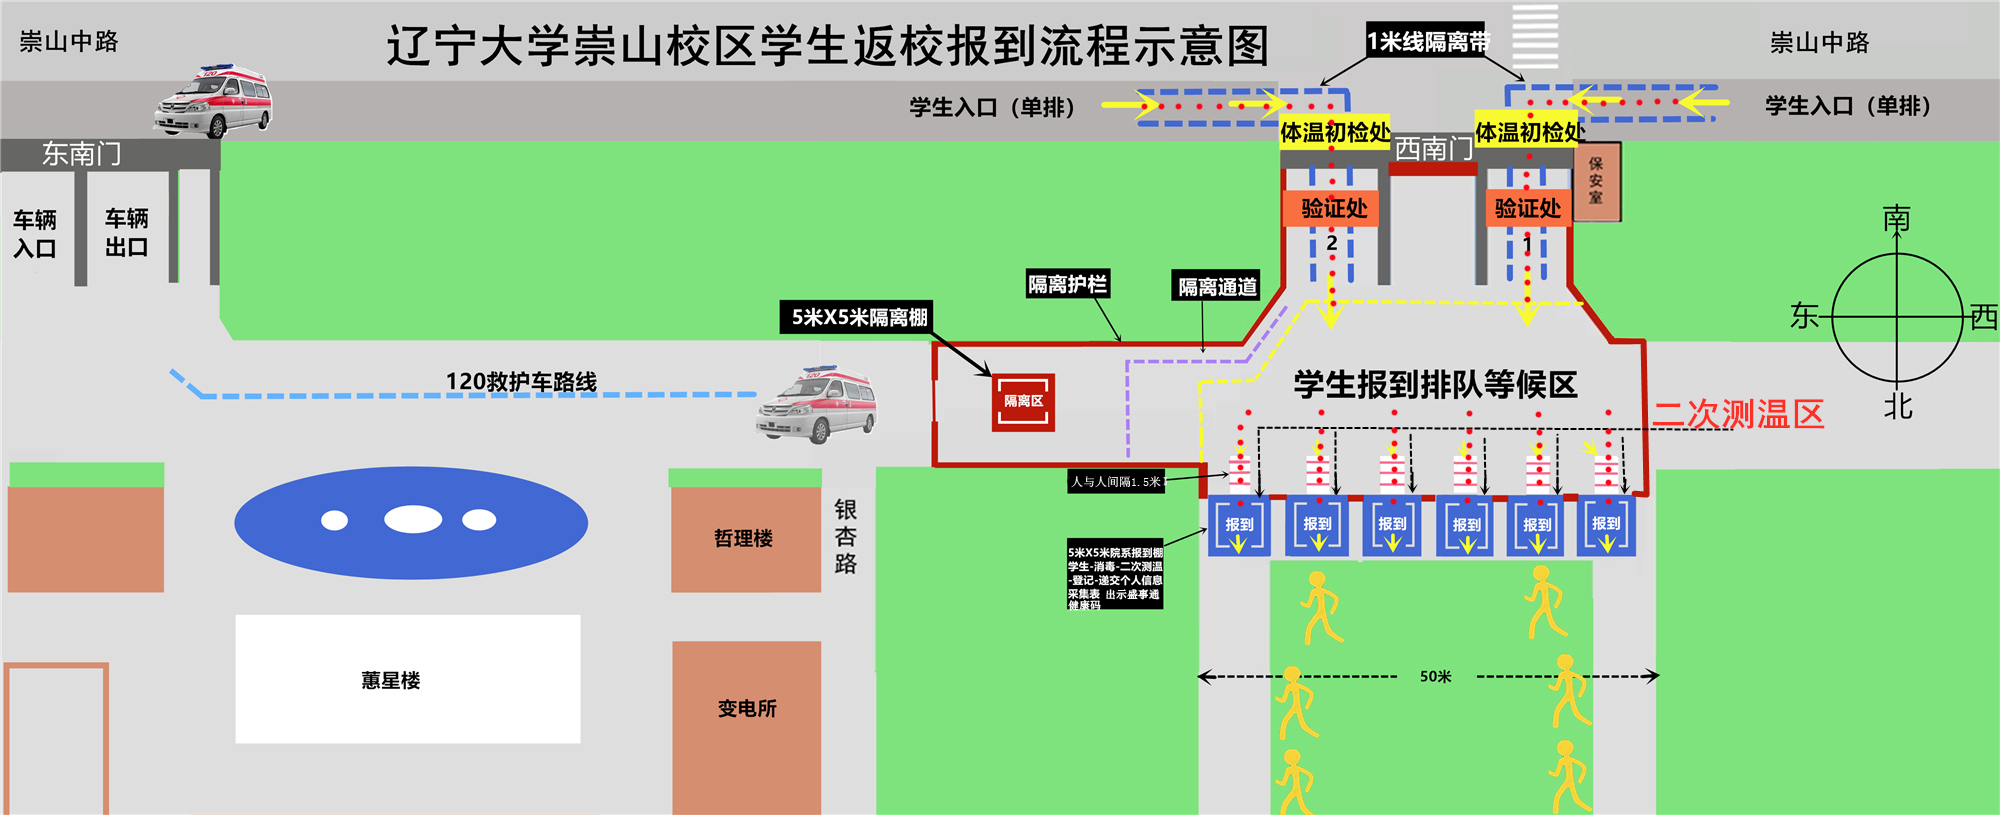 崇山中路
辽宁大学崇山校区学生返校报到流程示意图
1米线隔离带
崇山中路
120
学生入口（单排）
学生入口（单排）
体温初检处
体温初检处
东南门
西南门
保安室
车辆入口
车辆出口
验证处
验证处
2
1
南
东
西
北
隔离护栏
隔离通道
5米X5米隔离棚
120救护车路线
120
隔离区
学生报到排队等候区
二次测温区
人与人间隔1.5米
报到
报到
报到
报到
报到
报到
5米X5米院系报到棚
学生-消毒-二次测温
-登记-递交个人信息
采集表 出示盛事通
健康码
哲理楼
银杏路
蕙星楼
变电所
50米